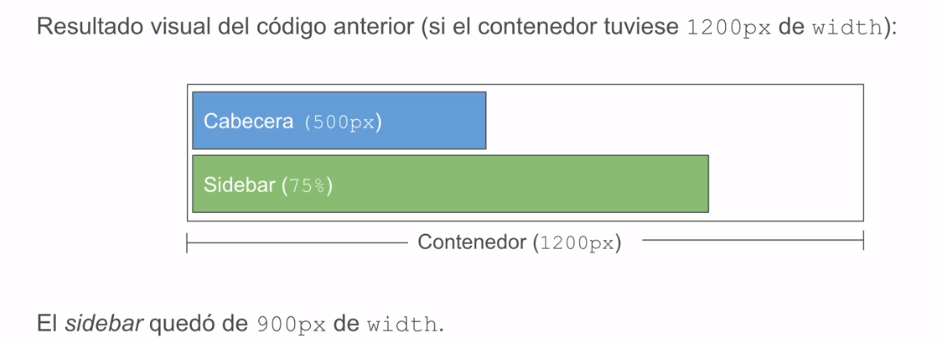 Resultado visual del código anterior (si el contenedor tuviese 1200px de width):
Cabecera (500px)
Sidebar (75%)
Contenedor (1200px)
El sidebar quedó de 900px de width.